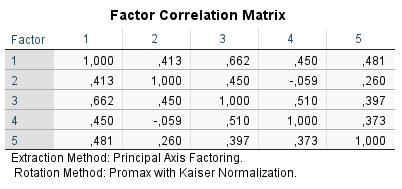 Factor Correlation Matrix
Factor 1 2 3 4 5
1 1,000 ,413 ,662 ,450 ,481
2 ,413 1,000 ,450 -,059 ,260
3 ,662 ,450 1,000 ,510 ,397
4 ,450 -,059 ,510 1,000 ,373
5 ,481 ,260 ,397 ,373 1,000
Extraction Method: Principal Axis Factoring.
Rotation Method: Promax with Kaiser Normalization.